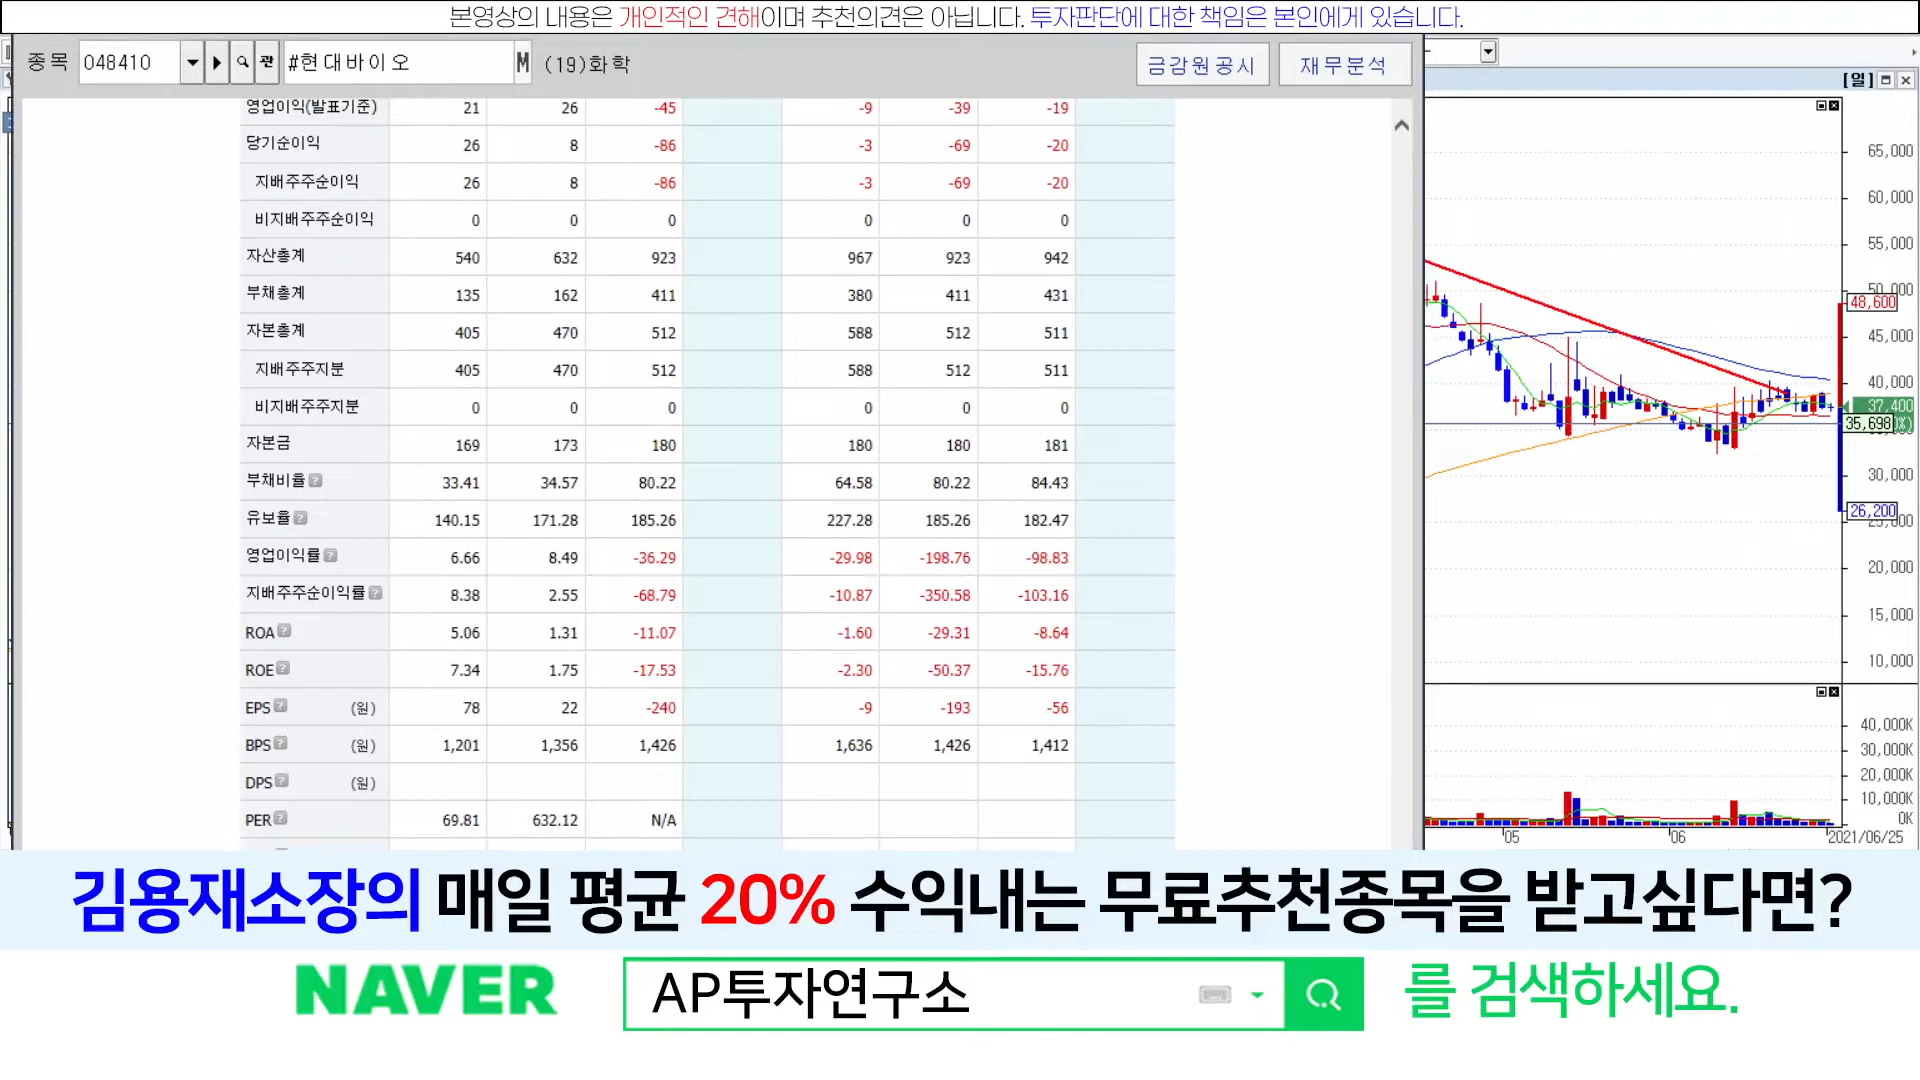 본영상의 내용은 개인적인 견해이며 추천의견은 아닙니다. 투자판단에 대한 책임은 본인에게 있습니다.
종목 048410 관 #현대바이오 M (19)화학 금감원공시 재무분석
[일]
영업이익(발표기준) 21 26 -45 -9 -39 -19
당기순이익 26 8 -86 -3 -69 -20
지배주주순이익 26 8 -86 -3 -69 -20
비지배주주순이익 0 0 0 0 0 0
자산총계 540 632 923 967 923 942
부채총계 135 162 411 380 411 431
자본총계 405 470 512 588 512 511
지배주주지분 405 470 512 588 512 511
비지배주주지분 0 0 0 0 0 0
자본금 169 173 180 180 180 181
부채비율 ? 33.41 34.57 80.22 64.58 80.22 84.43
유보율 ? 140.15 171.28 185.26 227.28 185.26 182.47
영업이익률 ? 6.66 8.49 -36.29 -29.98 -198.76 -98.83
지배주주순이익률 ? 8.38 2.55 -68.79 -10.87 -350.58 -103.16
ROA ? 5.06 1.31 -11.07 -1.60 -29.31 -8.64
ROE ? 7.34 1.75 -17.53 -2.30 -50.37 -15.76
EPS ? (원) 78 22 -240 -9 -193 -56
BPS ? (원) 1,201 1,356 1,426 1,636 1,426 1,412
DPS ? (원)
PER ? 69.81 632.12 N/A
65,000
60,000
55,000
50,000
48,600
45,000
40,000
37,400
35,698
30,000
26,200
25,000
20,000
15,000
10,000
40,000K
30,000K
20,000K
10,000K
0K
05 06 2021/06/25
김용재소장의 매일 평균 20% 수익내는 무료추천종목을 받고싶다면?
NAVER AP투자연구소 를 검색하세요.